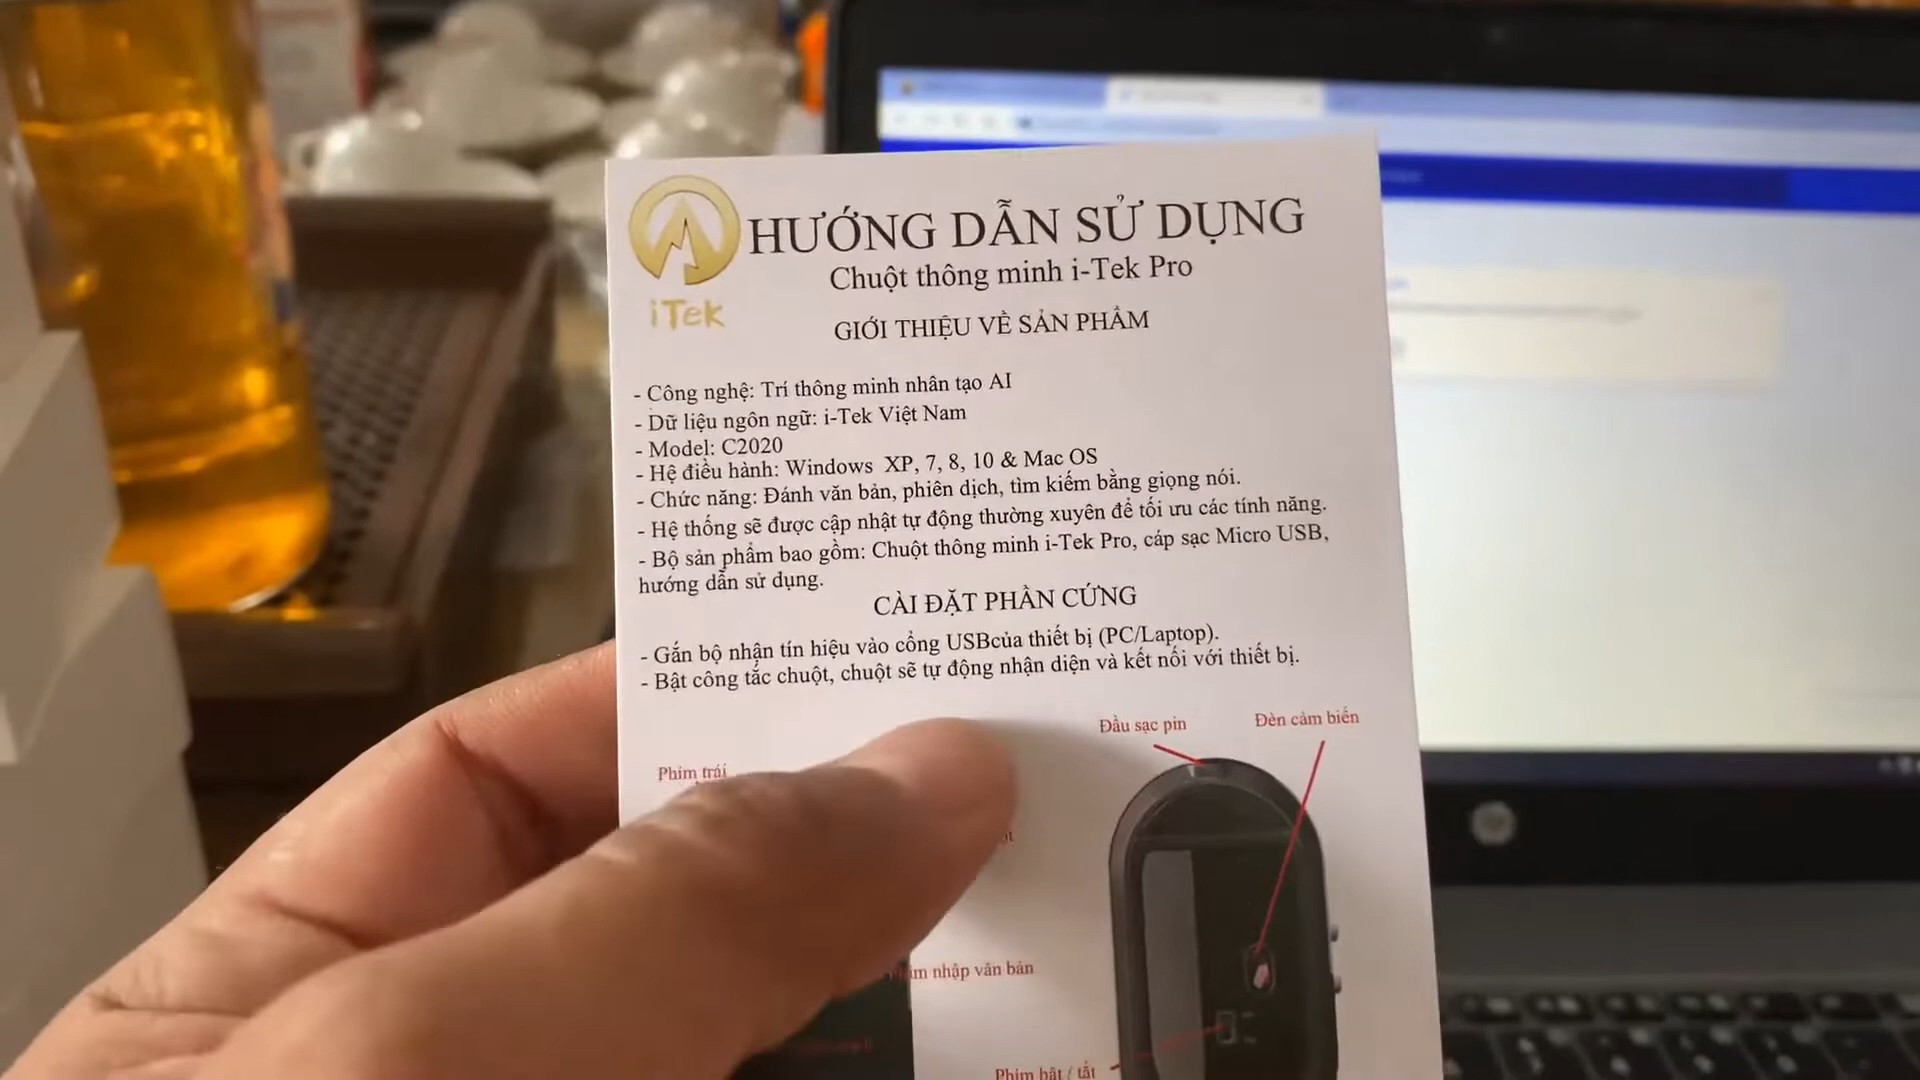 HƯỚNG DẪN SỬ DỤNG
Chuột thông minh i-Tek Pro
iTek
GIỚI THIỆU VỀ SẢN PHẨM
- Công nghệ: Trí thông minh nhân tạo AI
- Dữ liệu ngôn ngữ: i-Tek Việt Nam
- Model: C2020
- Hệ điều hành: Windows XP, 7, 8, 10 & Mac OS
- Chức năng: Đánh văn bản, phiên dịch, tìm kiếm bằng giọng nói.
- Hệ thống sẽ được cập nhật tự động thường xuyên để tối ưu các tính năng.
- Bộ sản phẩm bao gồm: Chuột thông minh i-Tek Pro, cáp sạc Micro USB,
hướng dẫn sử dụng.
CÀI ĐẶT PHẦN CỨNG
- Gắn bộ nhận tín hiệu vào cổng USBcủa thiết bị (PC/Laptop).
- Bật công tắc chuột, chuột sẽ tự động nhận diện và kết nối với thiết bị.
Đầu sạc pin
Đèn cảm biến
Phím trái
nhập văn bản
Phím bật / tắt